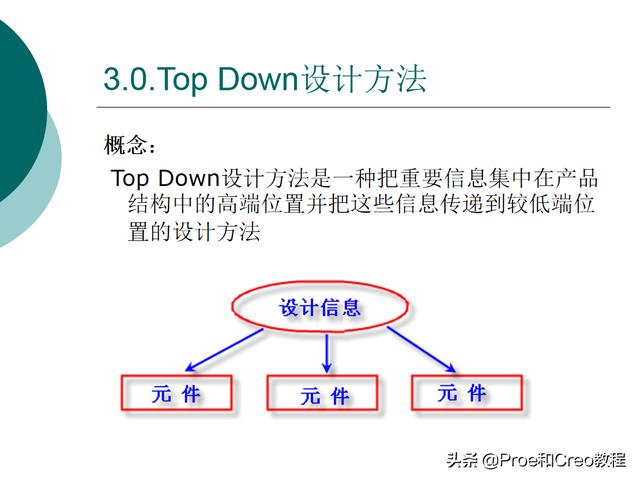 3.0.Top Down设计方法
概念：
Top Down设计方法是一种把重要信息集中在产品
结构中的高端位置并把这些信息传递到较低端位
置的设计方法
设计信息
元 件
元 件
元 件
头条 @Proe和Creo教程